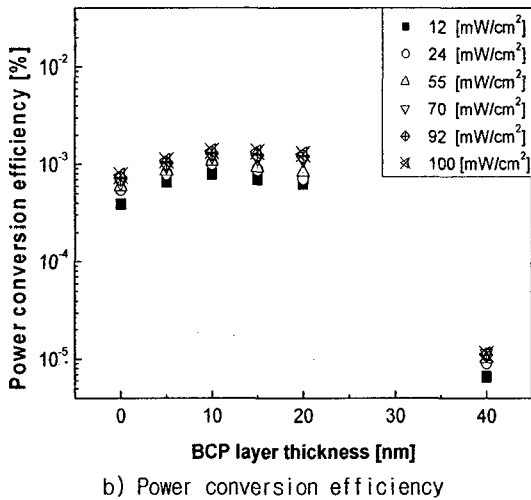 Power conversion efficiency [%]
10⁻²
10⁻³
10⁻⁴
10⁻⁵
12 [mW/cm²]
24 [mW/cm²]
55 [mW/cm²]
70 [mW/cm²]
92 [mW/cm²]
100 [mW/cm²]
0 10 20 30 40
BCP layer thickness [nm]
b) Power conversion efficiency